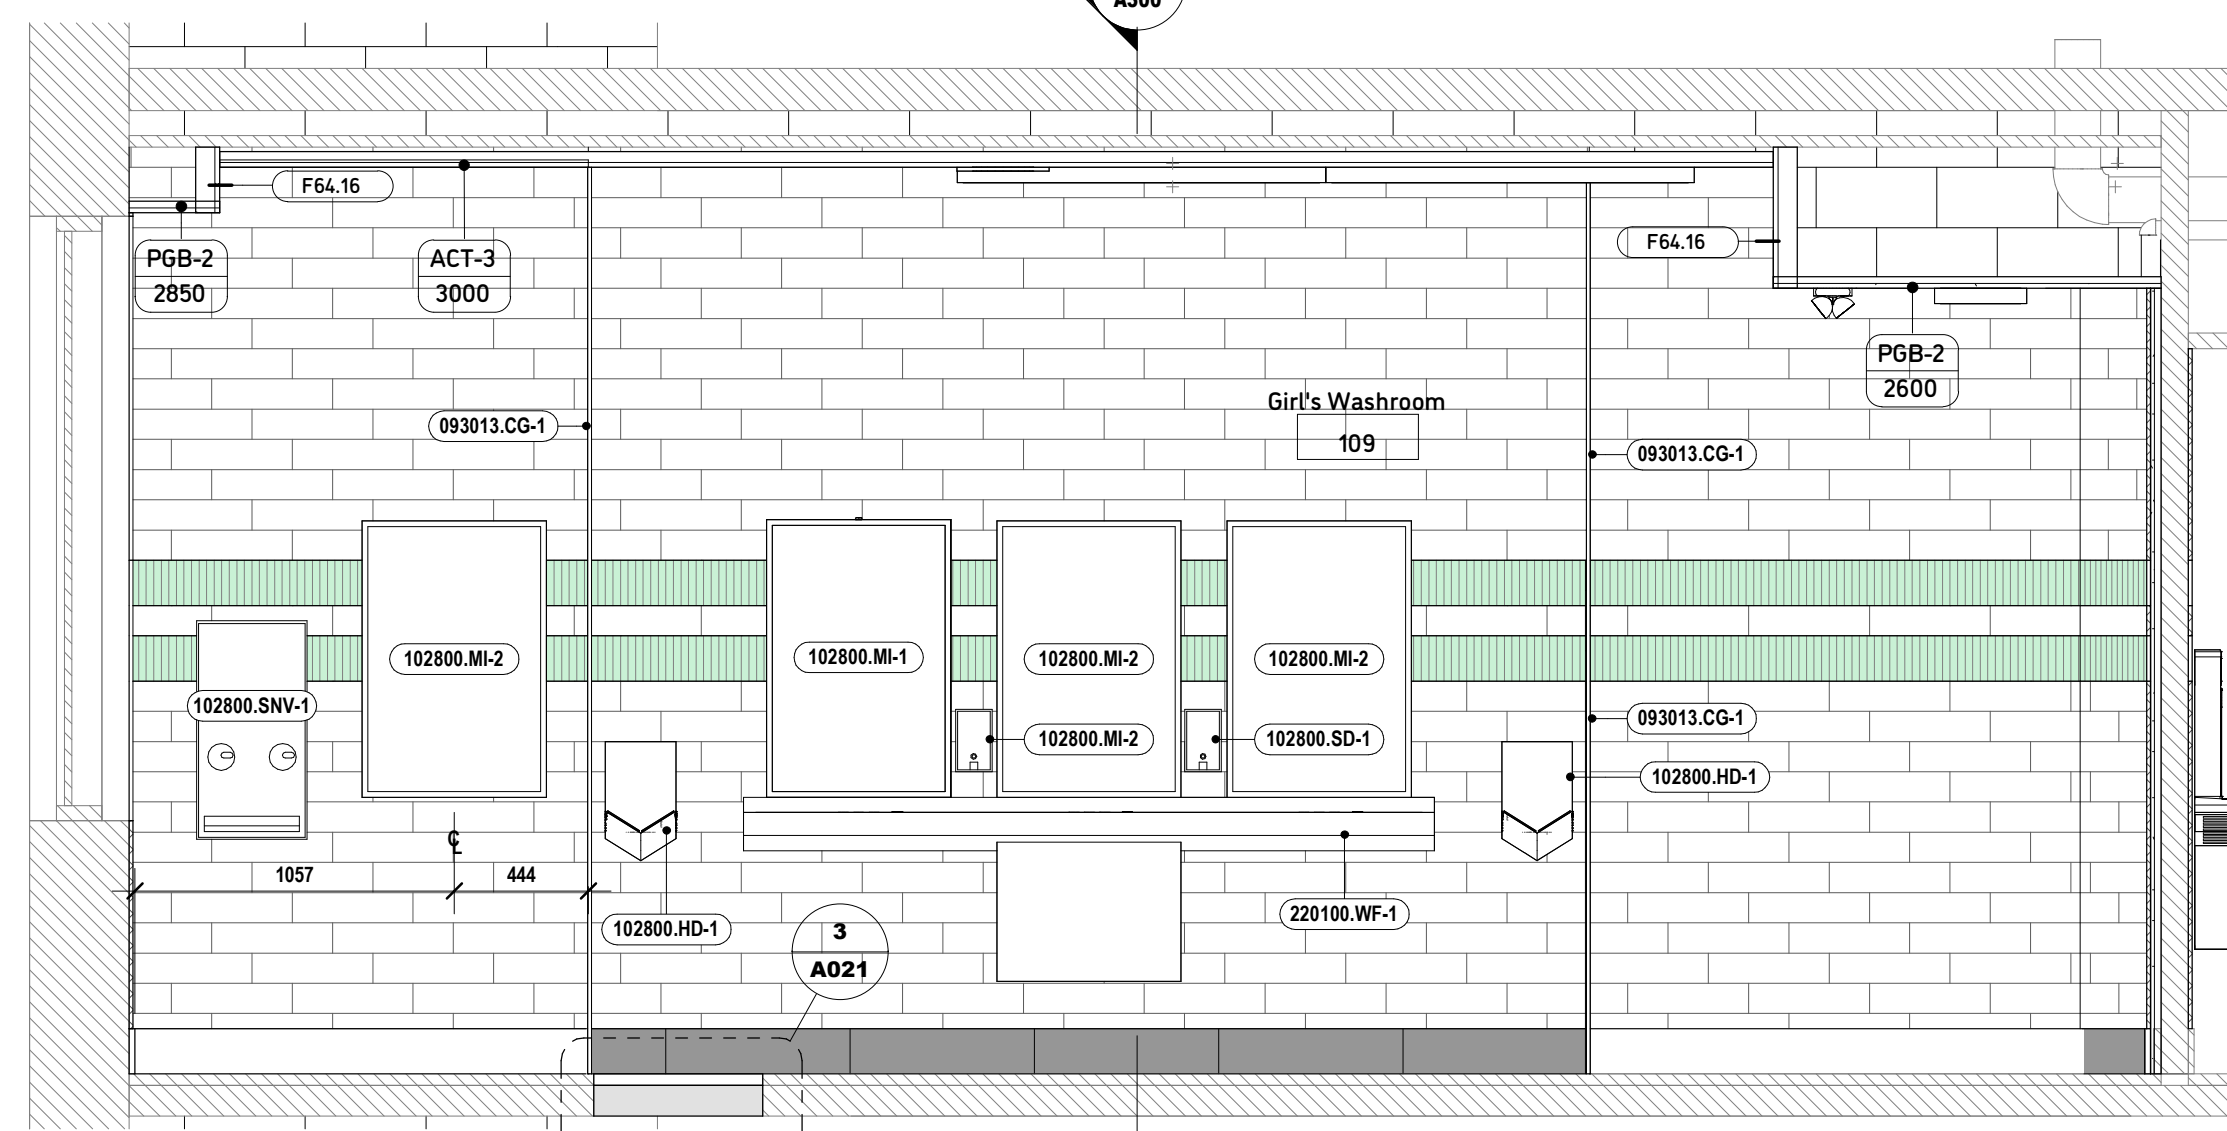 A300
F64.16
PGB-2
2850
ACT-3
3000
F64.16
PGB-2
2600
Girl's Washroom
109
093013.CG-1
093013.CG-1
102800.MI-2
102800.MI-1
102800.MI-2
102800.MI-2
102800.SNV-1
093013.CG-1
102800.MI-2
102800.SD-1
102800.HD-1
℄
1057
444
102800.HD-1
220100.WF-1
3
A021